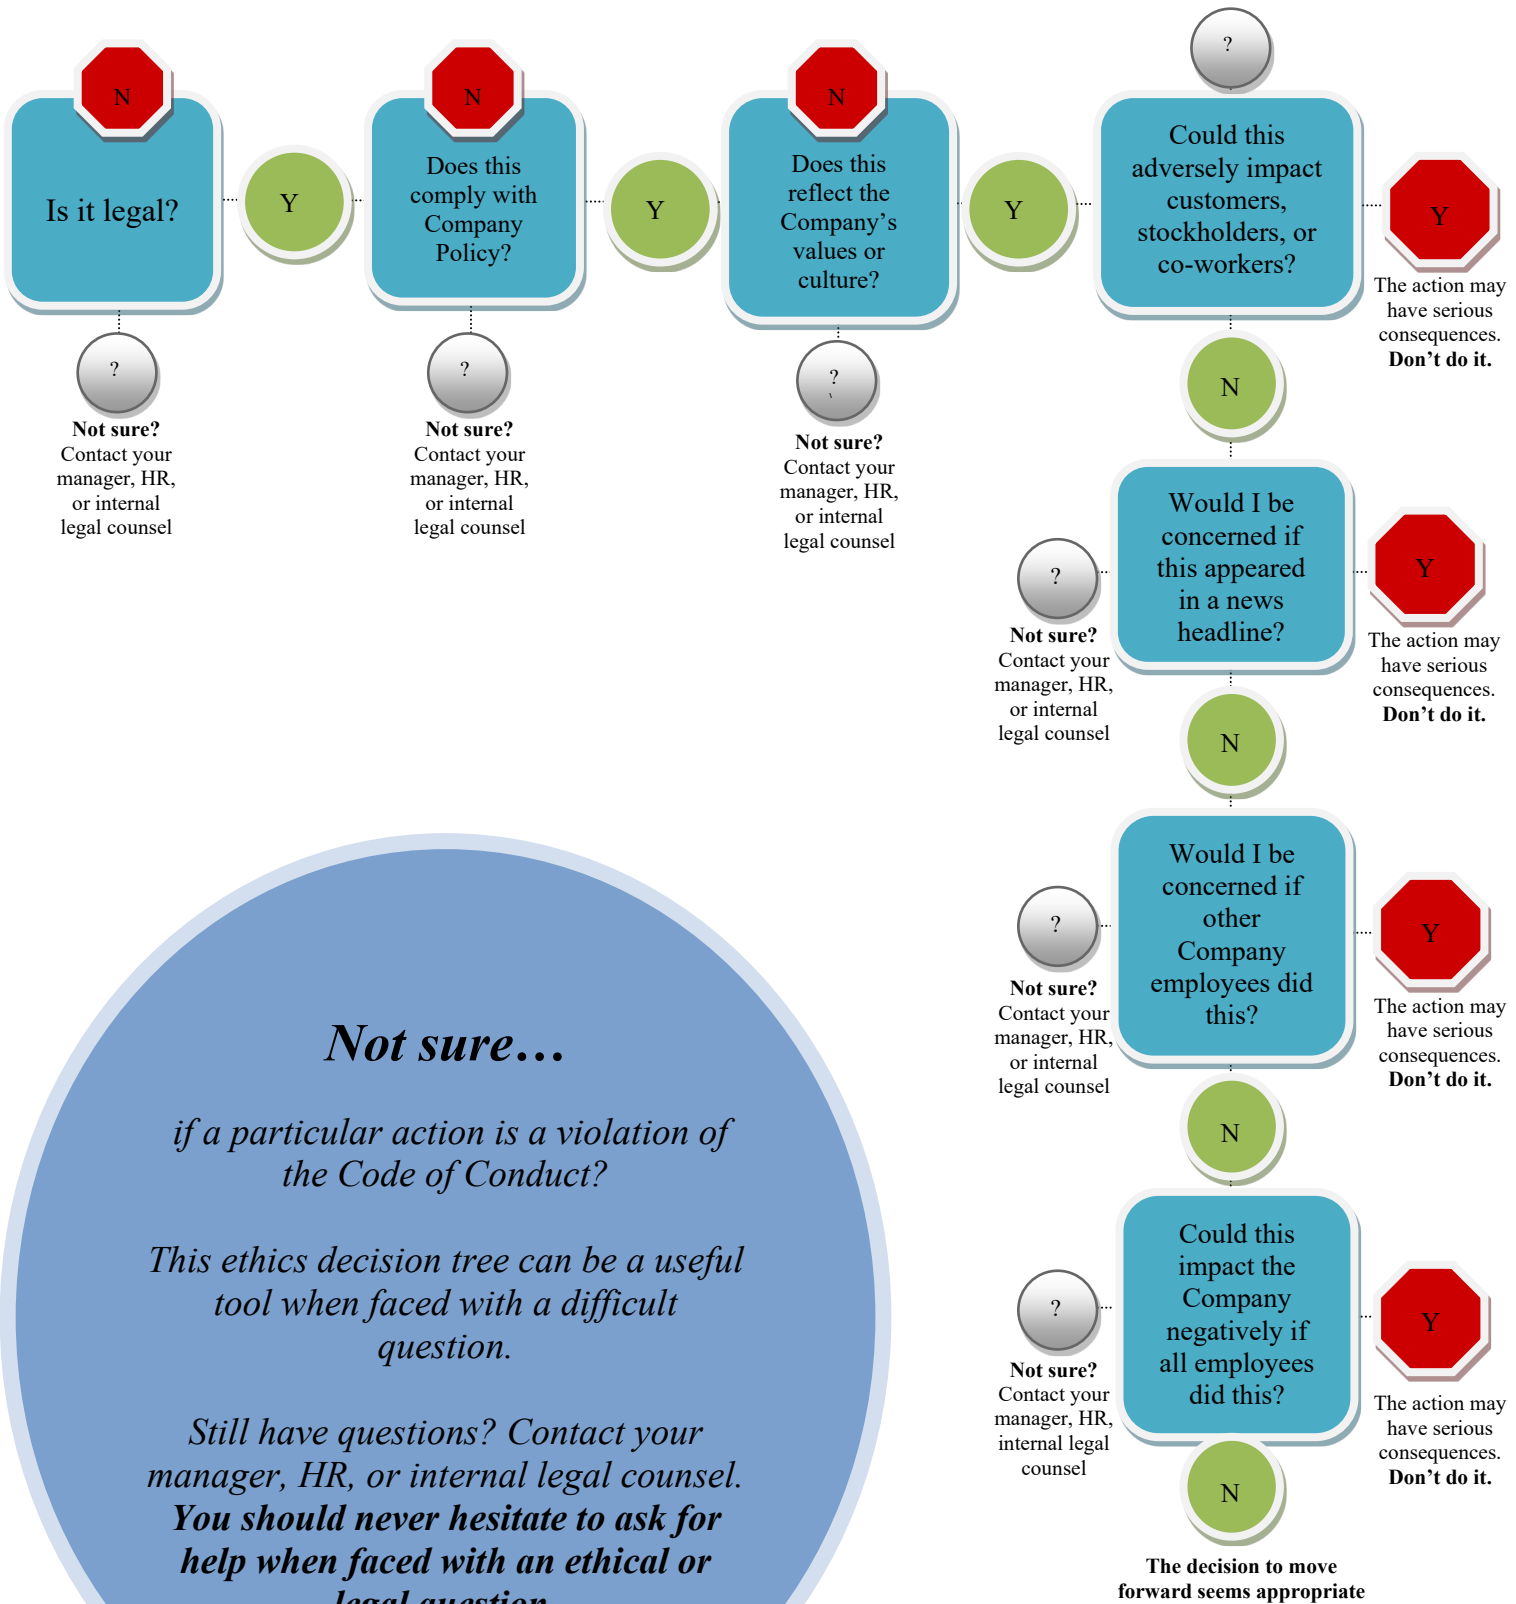 N
Is it legal?
?
Not sure?
Contact your
manager, HR,
or internal
legal counsel
Y
N
Does this
comply with
Company
Policy?
?
Not sure?
Contact your
manager, HR,
or internal
legal counsel
Y
N
Does this
reflect the
Company’s
values or
culture?
?
Not sure?
Contact your
manager, HR,
or internal
legal counsel
Y
?
Could this
adversely impact
customers,
stockholders, or
co-workers?
Y
The action may
have serious
consequences.
Don’t do it.
N
Would I be
concerned if
this appeared
in a news
headline?
?
Not sure?
Contact your
manager, HR,
or internal
legal counsel
Y
The action may
have serious
consequences.
Don’t do it.
N
Would I be
concerned if
other
Company
employees did
this?
?
Not sure?
Contact your
manager, HR,
or internal
legal counsel
Y
The action may
have serious
consequences.
Don’t do it.
N
Could this
impact the
Company
negatively if
all employees
did this?
?
Not sure?
Contact your
manager, HR,
internal legal
counsel
Y
The action may
have serious
consequences.
Don’t do it.
N
The decision to move
forward seems appropriate
Not sure…
if a particular action is a violation of
the Code of Conduct?
This ethics decision tree can be a useful
tool when faced with a difficult
question.
Still have questions? Contact your
manager, HR, or internal legal counsel.
You should never hesitate to ask for
help when faced with an ethical or
legal question